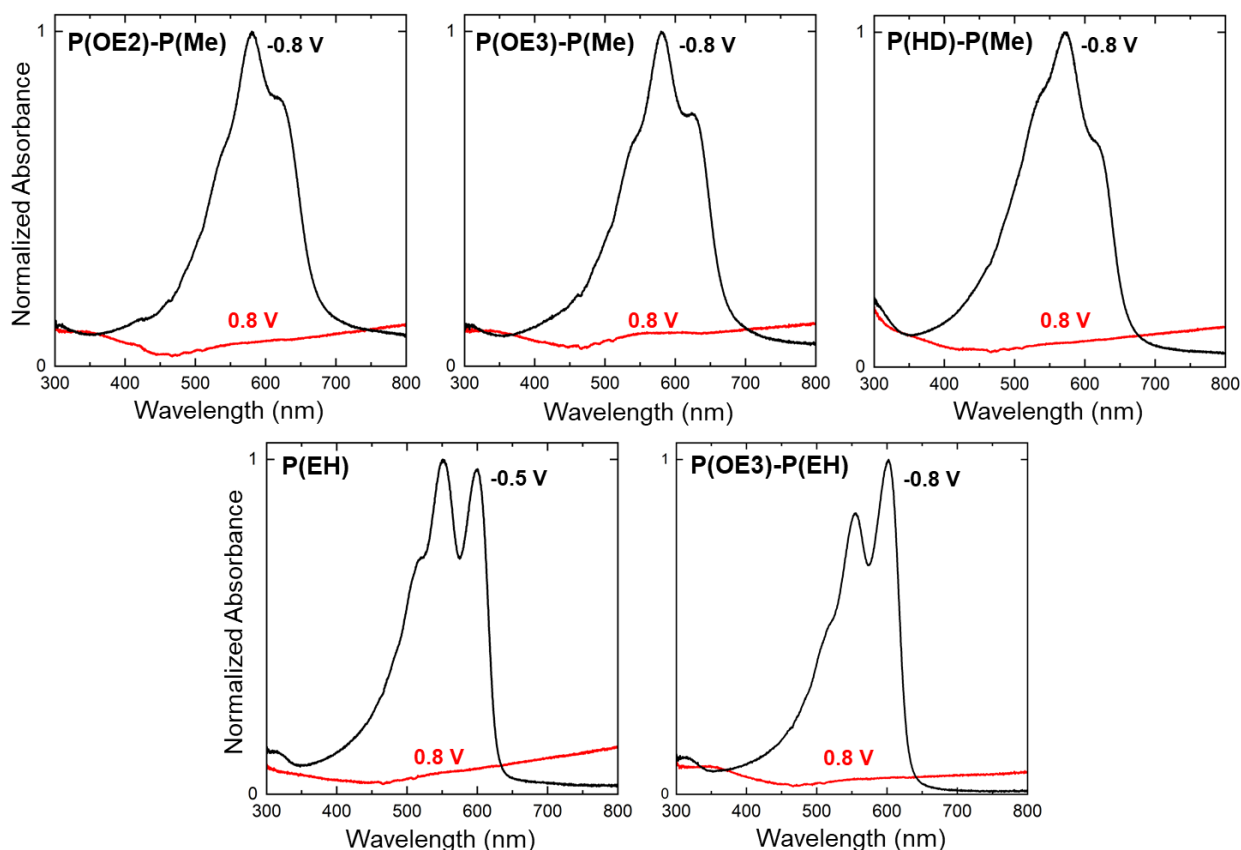 P(OE2)-P(Me)
-0.8 V
0.8 V
1
0
300 400 500 600 700 800
Wavelength (nm)
Normalized Absorbance
P(OE3)-P(Me)
-0.8 V
0.8 V
1
0
300 400 500 600 700 800
Wavelength (nm)
P(HD)-P(Me)
-0.8 V
0.8 V
1
0
300 400 500 600 700 800
Wavelength (nm)
P(EH)
-0.5 V
0.8 V
1
0
300 400 500 600 700 800
Wavelength (nm)
Normalized Absorbance
P(OE3)-P(EH)
-0.8 V
0.8 V
1
0
300 400 500 600 700 800
Wavelength (nm)